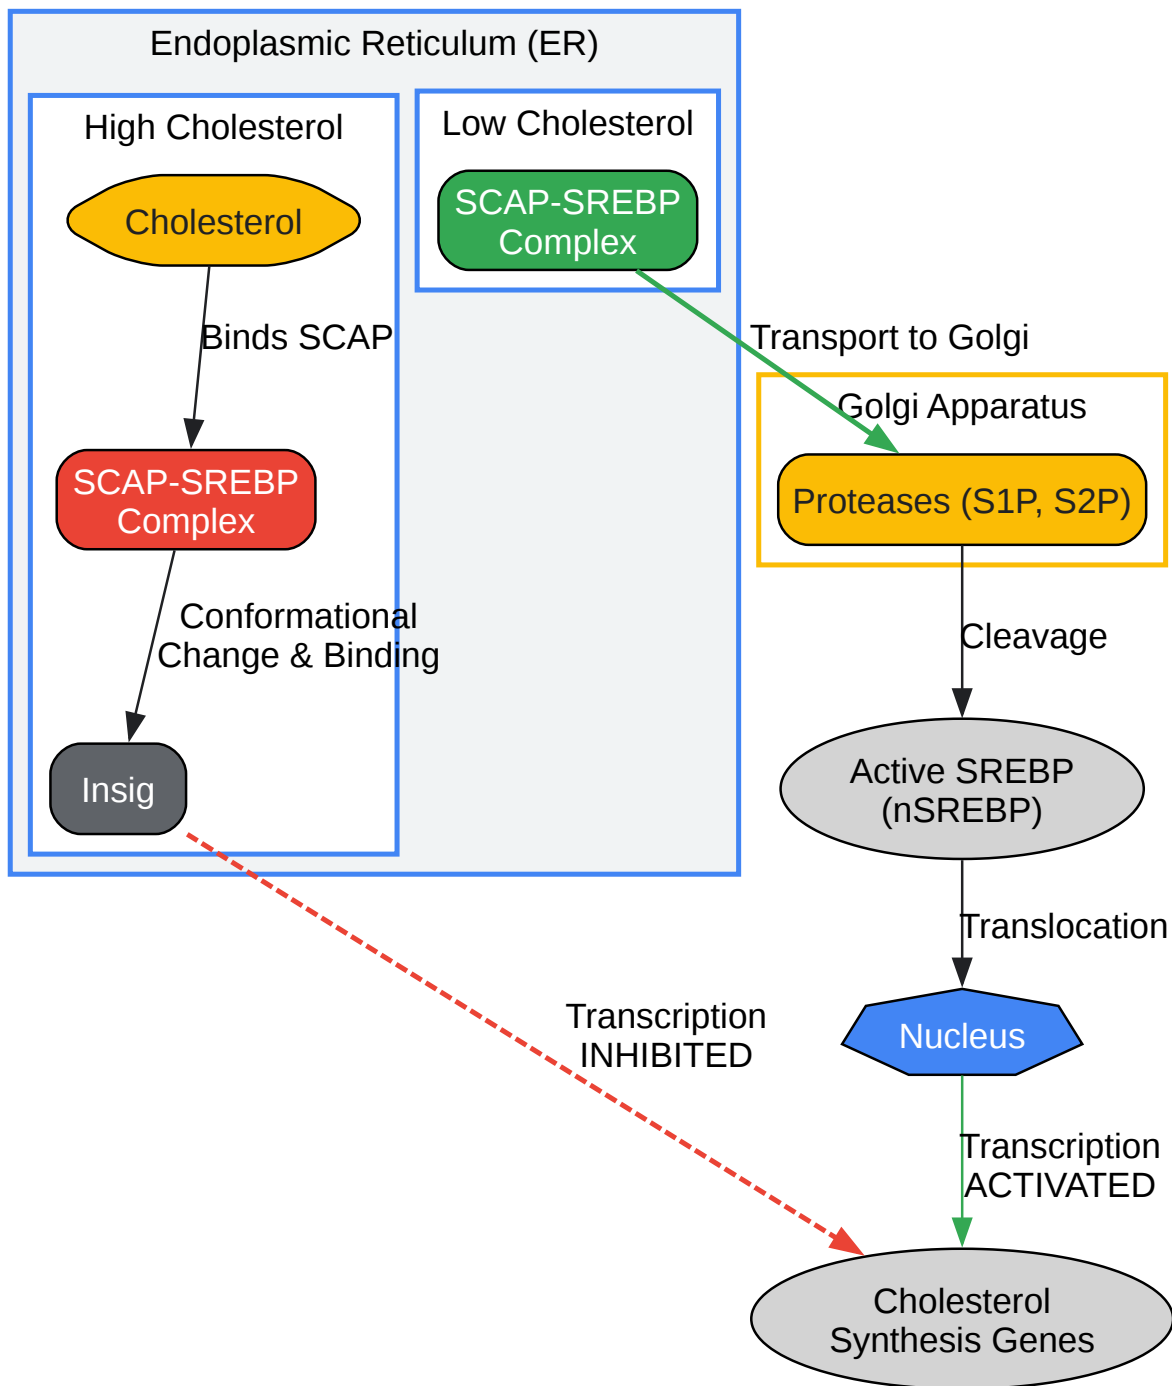 Endoplasmic Reticulum (ER)
High Cholesterol
Low Cholesterol
Cholesterol
SCAP-SREBP
Complex
Binds SCAP
Transport to Golgi
Golgi Apparatus
SCAP-SREBP
Complex
Proteases (S1P, S2P)
Conformational
Change & Binding
Cleavage
Insig
Active SREBP
(nSREBP)
Translocation
Transcription
INHIBITED
Nucleus
Transcription
ACTIVATED
Cholesterol
Synthesis Genes